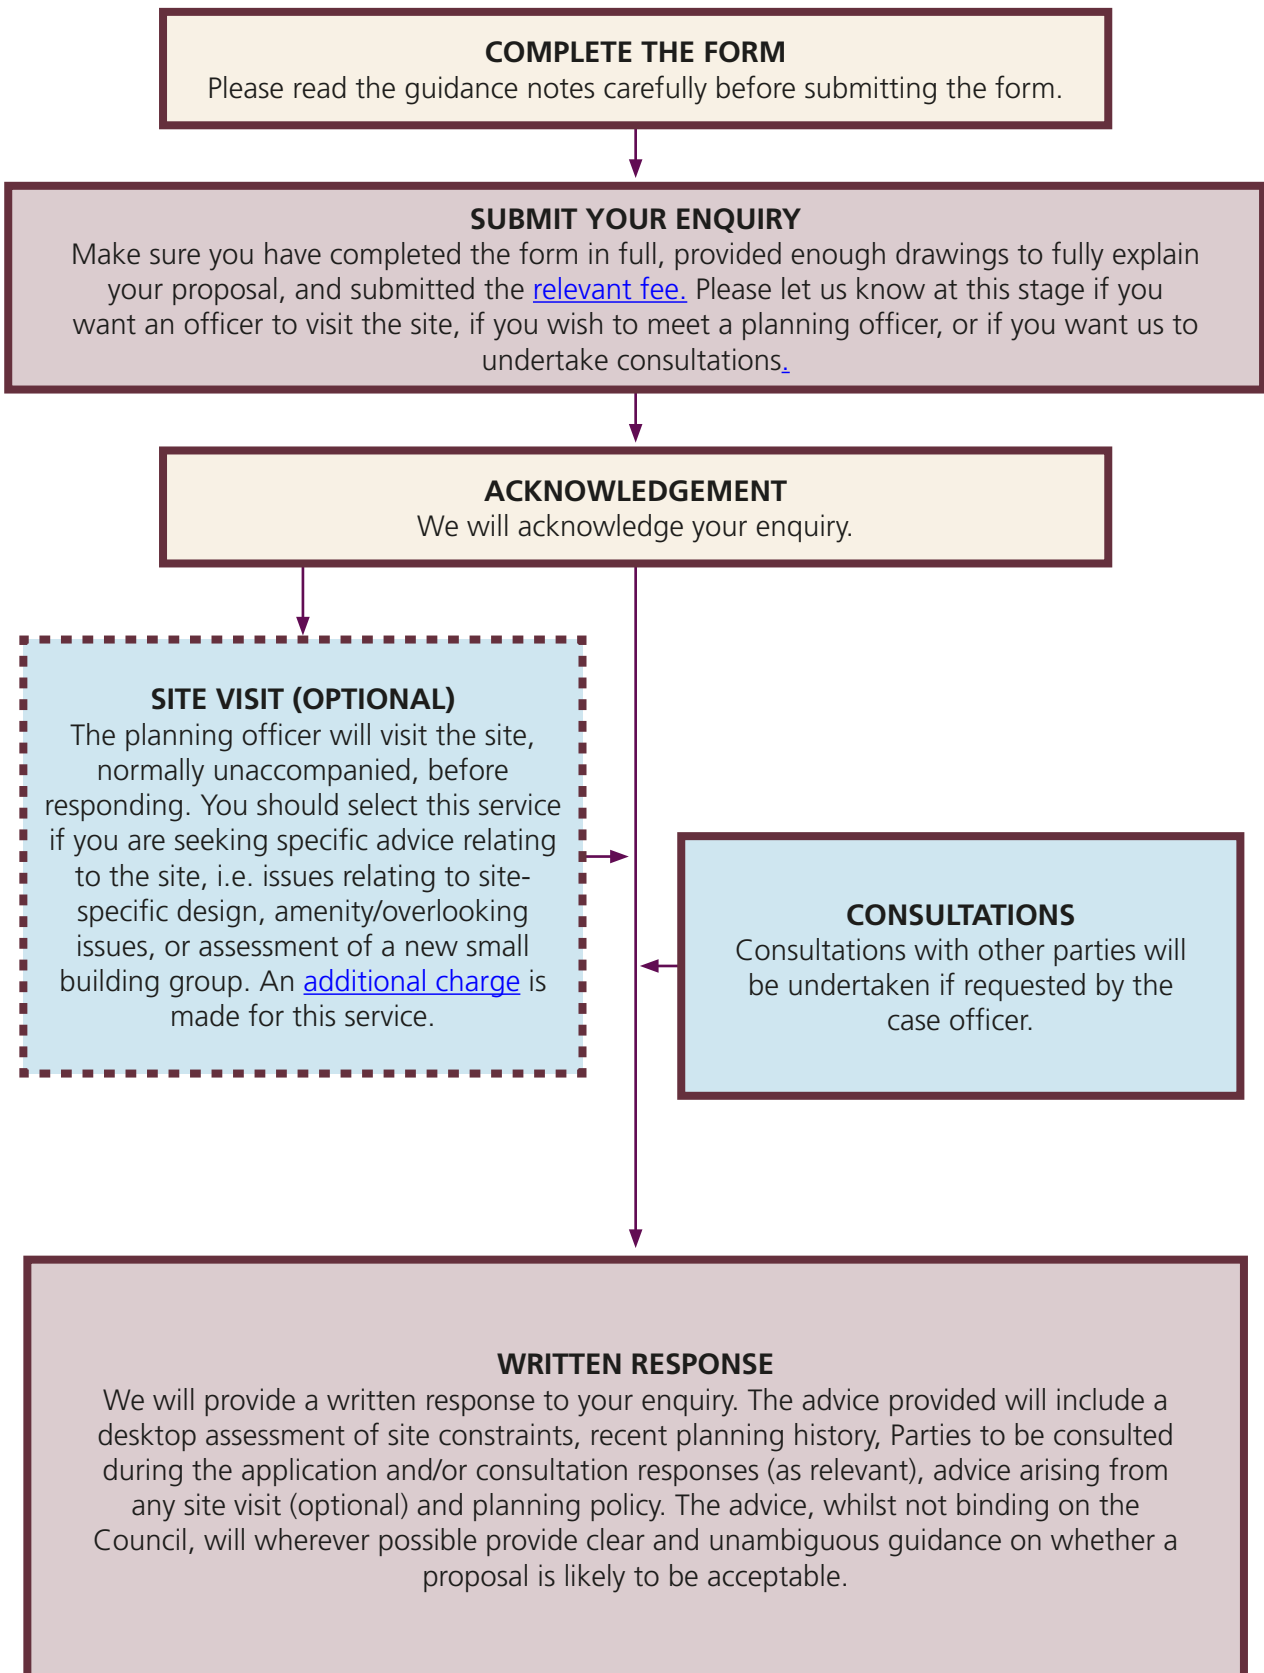 COMPLETE THE FORM
Please read the guidance notes carefully before submitting the form.
SUBMIT YOUR ENQUIRY
Make sure you have completed the form in full, provided enough drawings to fully explain
your proposal, and submitted the relevant fee. Please let us know at this stage if you
want an officer to visit the site, if you wish to meet a planning officer, or if you want us to
undertake consultations.
ACKNOWLEDGEMENT
We will acknowledge your enquiry.
SITE VISIT (OPTIONAL)
The planning officer will visit the site,
normally unaccompanied, before
responding. You should select this service
if you are seeking specific advice relating
to the site, i.e. issues relating to site-
specific design, amenity/overlooking
issues, or assessment of a new small
building group. An additional charge is
made for this service.
CONSULTATIONS
Consultations with other parties will
be undertaken if requested by the
case officer.
WRITTEN RESPONSE
We will provide a written response to your enquiry. The advice provided will include a
desktop assessment of site constraints, recent planning history, Parties to be consulted
during the application and/or consultation responses (as relevant), advice arising from
any site visit (optional) and planning policy. The advice, whilst not binding on the
Council, will wherever possible provide clear and unambiguous guidance on whether a
proposal is likely to be acceptable.